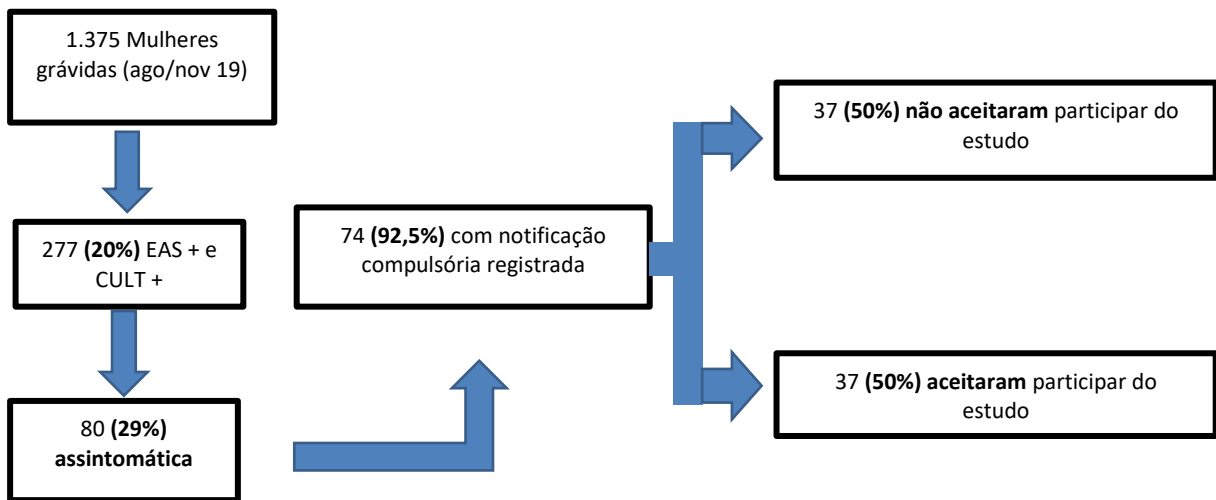 1.375 Mulheres
grávidas (ago/nov 19)
277 (20%) EAS + e
CULT +
80 (29%)
assintomática
74 (92,5%) com notificação
compulsória registrada
37 (50%) não aceitaram participar do
estudo
37 (50%) aceitaram participar do
estudo